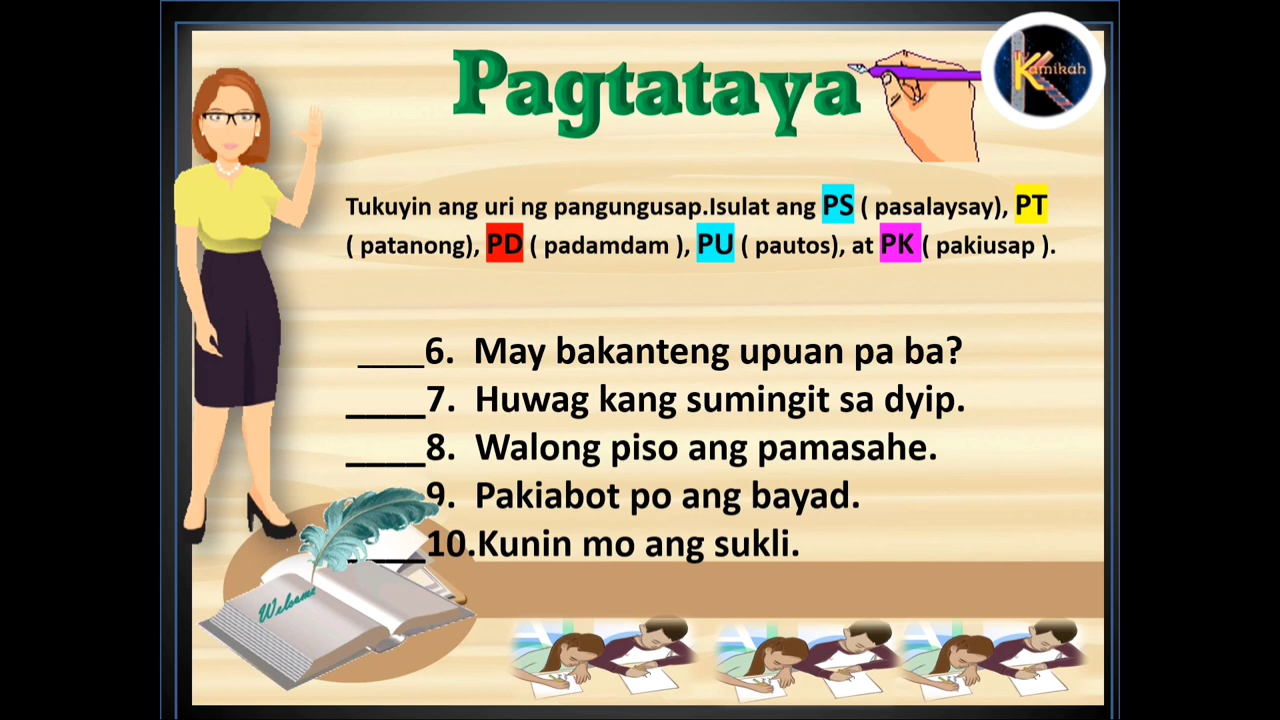 Pagtataya
Kamikah
Tukuyin ang uri ng pangungusap.Isulat ang PS ( pasalaysay), PT
( patanong), PD ( padamdam ), PU ( pautos), at PK ( pakiusap ).
____6. May bakanteng upuan pa ba?
____7. Huwag kang sumingit sa dyip.
____8. Walong piso ang pamasahe.
____9. Pakiabot po ang bayad.
____10.Kunin mo ang sukli.
Welcome